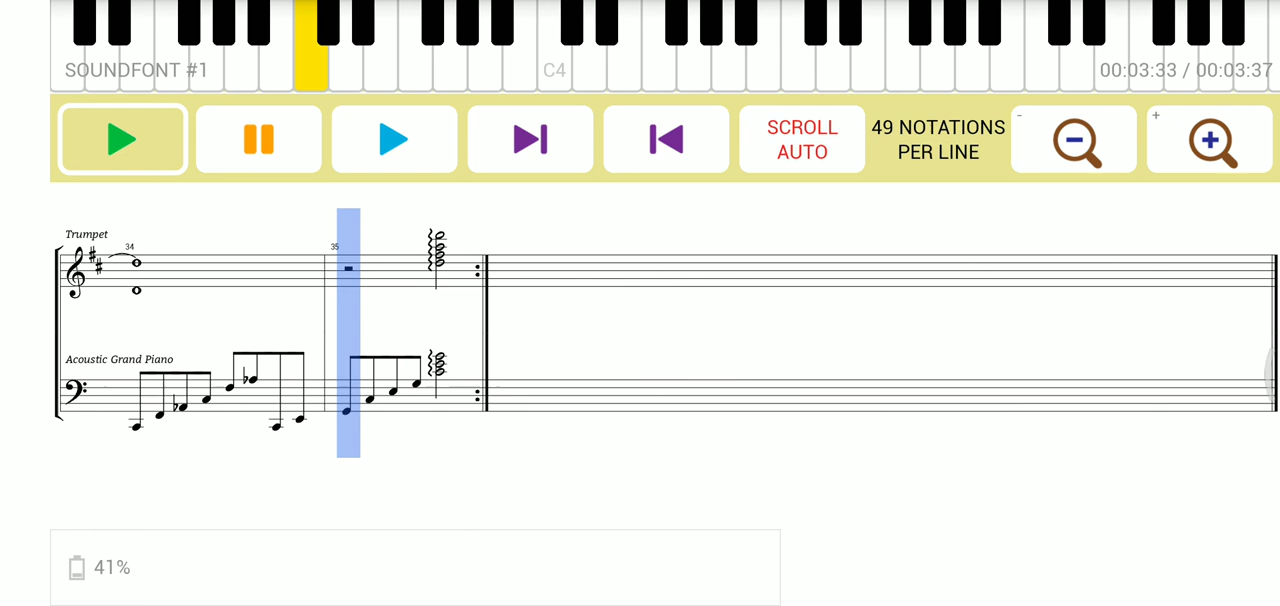 SOUNDFONT #1
C4
00:03:33 / 00:03:37
SCROLL
AUTO
49 NOTATIONS
PER LINE
-
+
Trumpet
34
35
Acoustic Grand Piano
41%